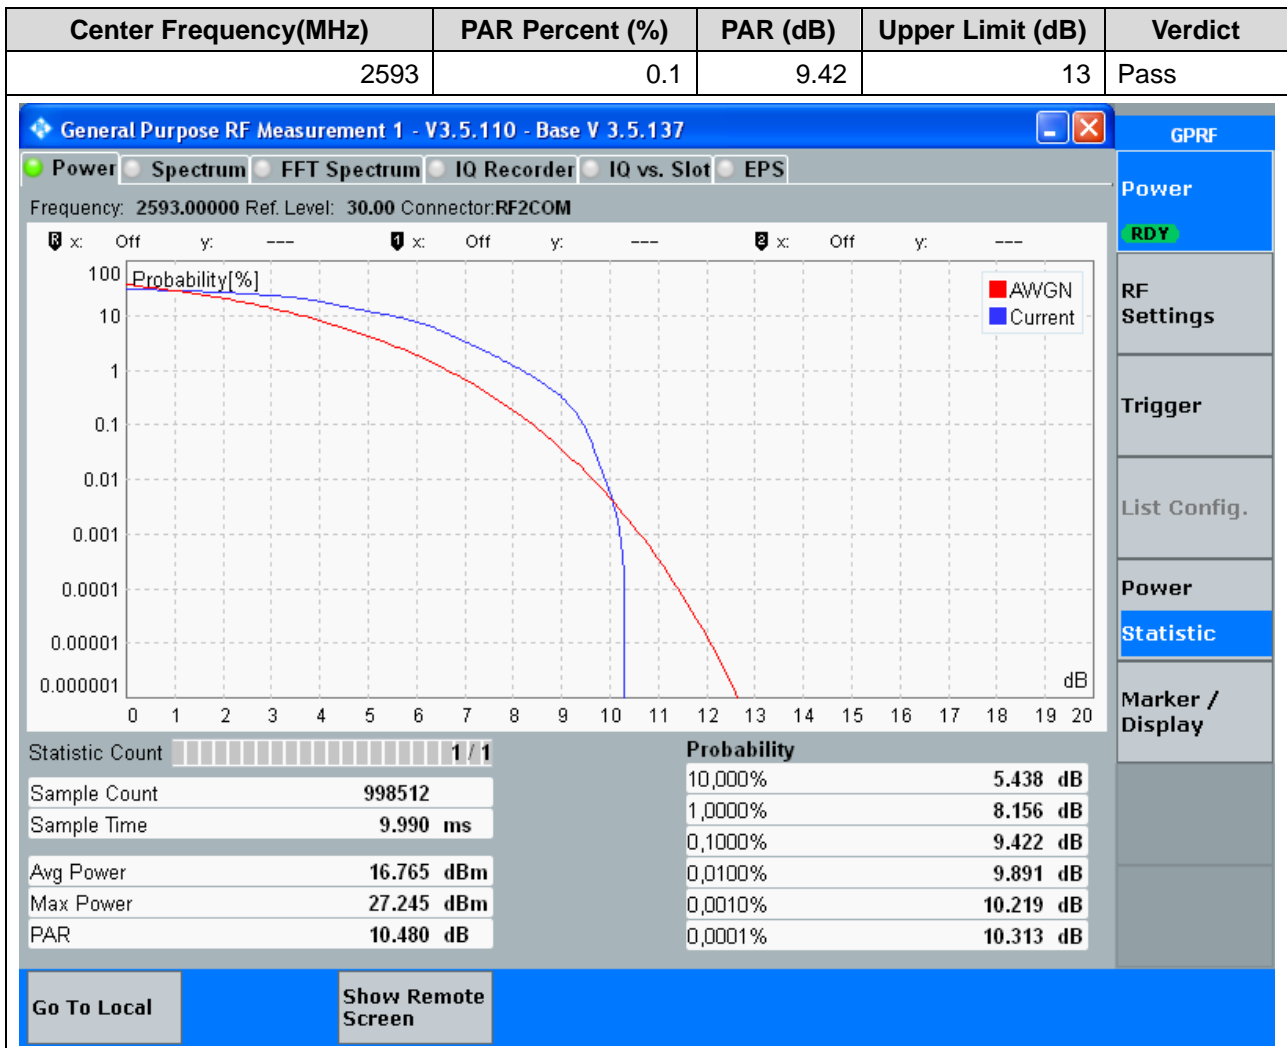 Center Frequency(MHz) PAR Percent (%) PAR (dB) Upper Limit (dB) Verdict
2593 0.1 9.42 13 Pass
General Purpose RF Measurement 1 - V3.5.110 - Base V 3.5.137
GPRF
Power Spectrum FFT Spectrum IQ Recorder IQ vs. Slot EPS
Power
RDY
Frequency: 2593.00000 Ref. Level: 30.00 Connector:RF2COM
R x: Off y: --- 1 x: Off y: --- 2 x: Off y: ---
Probability[%]
AWGN
Current
100
10
1
0.1
0.01
0.001
0.0001
0.00001
0.000001
dB
0 1 2 3 4 5 6 7 8 9 10 11 12 13 14 15 16 17 18 19 20
RF
Settings
Trigger
List Config.
Power
Statistic
Marker /
Display
Statistic Count 1 / 1
Sample Count 998512
Sample Time 9.990 ms
Avg Power 16.765 dBm
Max Power 27.245 dBm
PAR 10.480 dB
Probability
10,000% 5.438 dB
1,0000% 8.156 dB
0,1000% 9.422 dB
0,0100% 9.891 dB
0,0010% 10.219 dB
0,0001% 10.313 dB
Go To Local
Show Remote
Screen